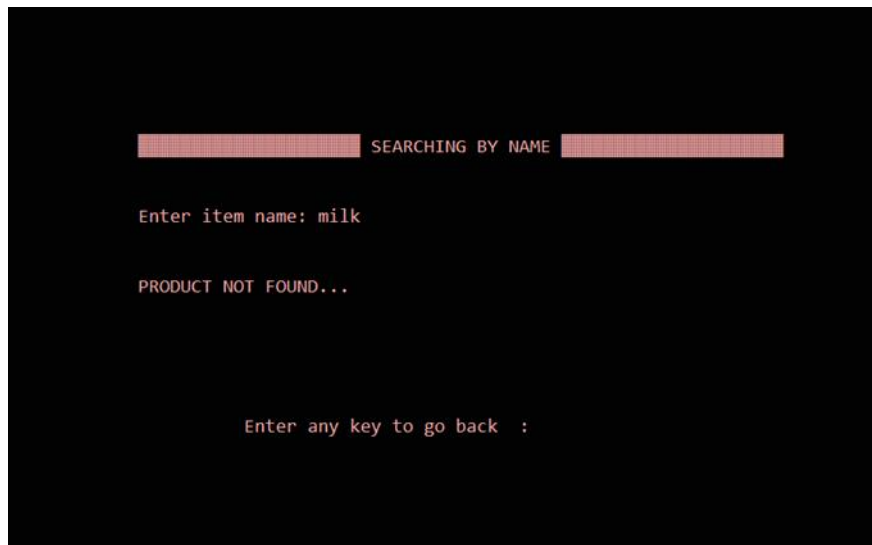 SEARCHING BY NAME
Enter item name: milk
PRODUCT NOT FOUND...
Enter any key to go back  :